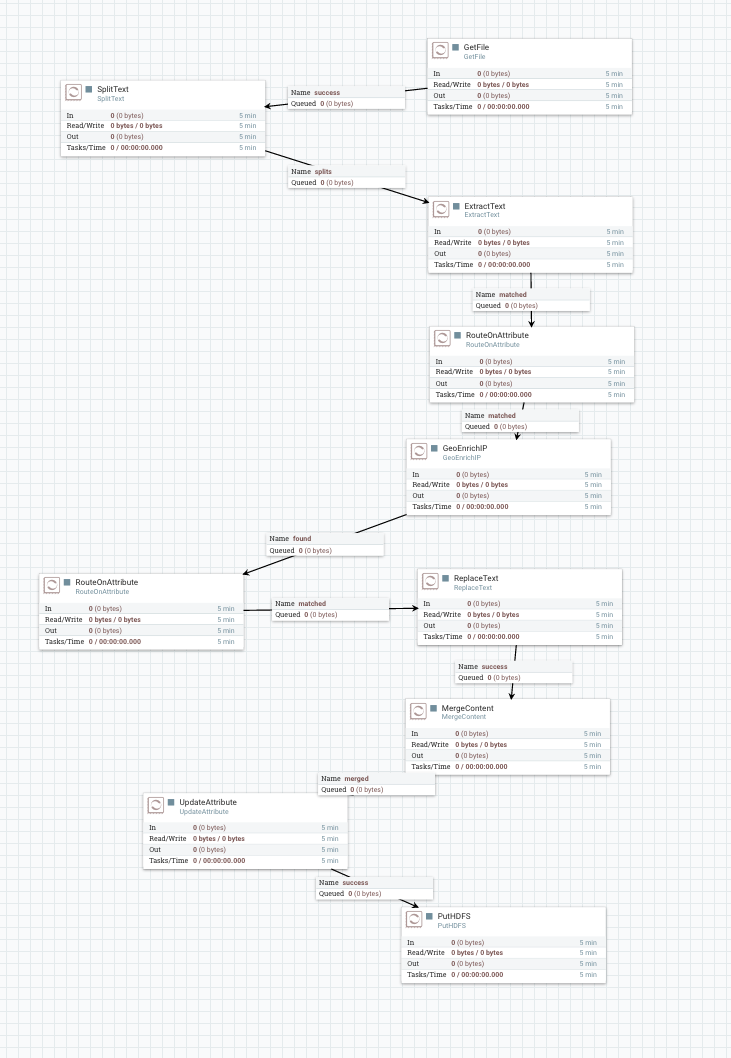 GetFile
GetFile
In 0 (0 bytes) 5 min
Read/Write 0 bytes / 0 bytes 5 min
Out 0 (0 bytes) 5 min
Tasks/Time 0 / 00:00:00.000 5 min
Name success
Queued 0 (0 bytes)
SplitText
SplitText
In 0 (0 bytes) 5 min
Read/Write 0 bytes / 0 bytes 5 min
Out 0 (0 bytes) 5 min
Tasks/Time 0 / 00:00:00.000 5 min
Name splits
Queued 0 (0 bytes)
ExtractText
ExtractText
In 0 (0 bytes) 5 min
Read/Write 0 bytes / 0 bytes 5 min
Out 0 (0 bytes) 5 min
Tasks/Time 0 / 00:00:00.000 5 min
Name matched
Queued 0 (0 bytes)
RouteOnAttribute
RouteOnAttribute
In 0 (0 bytes) 5 min
Read/Write 0 bytes / 0 bytes 5 min
Out 0 (0 bytes) 5 min
Tasks/Time 0 / 00:00:00.000 5 min
Name matched
Queued 0 (0 bytes)
GeoEnrichIP
GeoEnrichIP
In 0 (0 bytes) 5 min
Read/Write 0 bytes / 0 bytes 5 min
Out 0 (0 bytes) 5 min
Tasks/Time 0 / 00:00:00.000 5 min
Name found
Queued 0 (0 bytes)
RouteOnAttribute
RouteOnAttribute
In 0 (0 bytes) 5 min
Read/Write 0 bytes / 0 bytes 5 min
Out 0 (0 bytes) 5 min
Tasks/Time 0 / 00:00:00.000 5 min
Name matched
Queued 0 (0 bytes)
ReplaceText
ReplaceText
In 0 (0 bytes) 5 min
Read/Write 0 bytes / 0 bytes 5 min
Out 0 (0 bytes) 5 min
Tasks/Time 0 / 00:00:00.000 5 min
Name success
Queued 0 (0 bytes)
MergeContent
MergeContent
In 0 (0 bytes) 5 min
Read/Write 0 bytes / 0 bytes 5 min
Out 0 (0 bytes) 5 min
Tasks/Time 0 / 00:00:00.000 5 min
Name merged
Queued 0 (0 bytes)
UpdateAttribute
UpdateAttribute
In 0 (0 bytes) 5 min
Read/Write 0 bytes / 0 bytes 5 min
Out 0 (0 bytes) 5 min
Tasks/Time 0 / 00:00:00.000 5 min
Name success
Queued 0 (0 bytes)
PutHDFS
PutHDFS
In 0 (0 bytes) 5 min
Read/Write 0 bytes / 0 bytes 5 min
Out 0 (0 bytes) 5 min
Tasks/Time 0 / 00:00:00.000 5 min